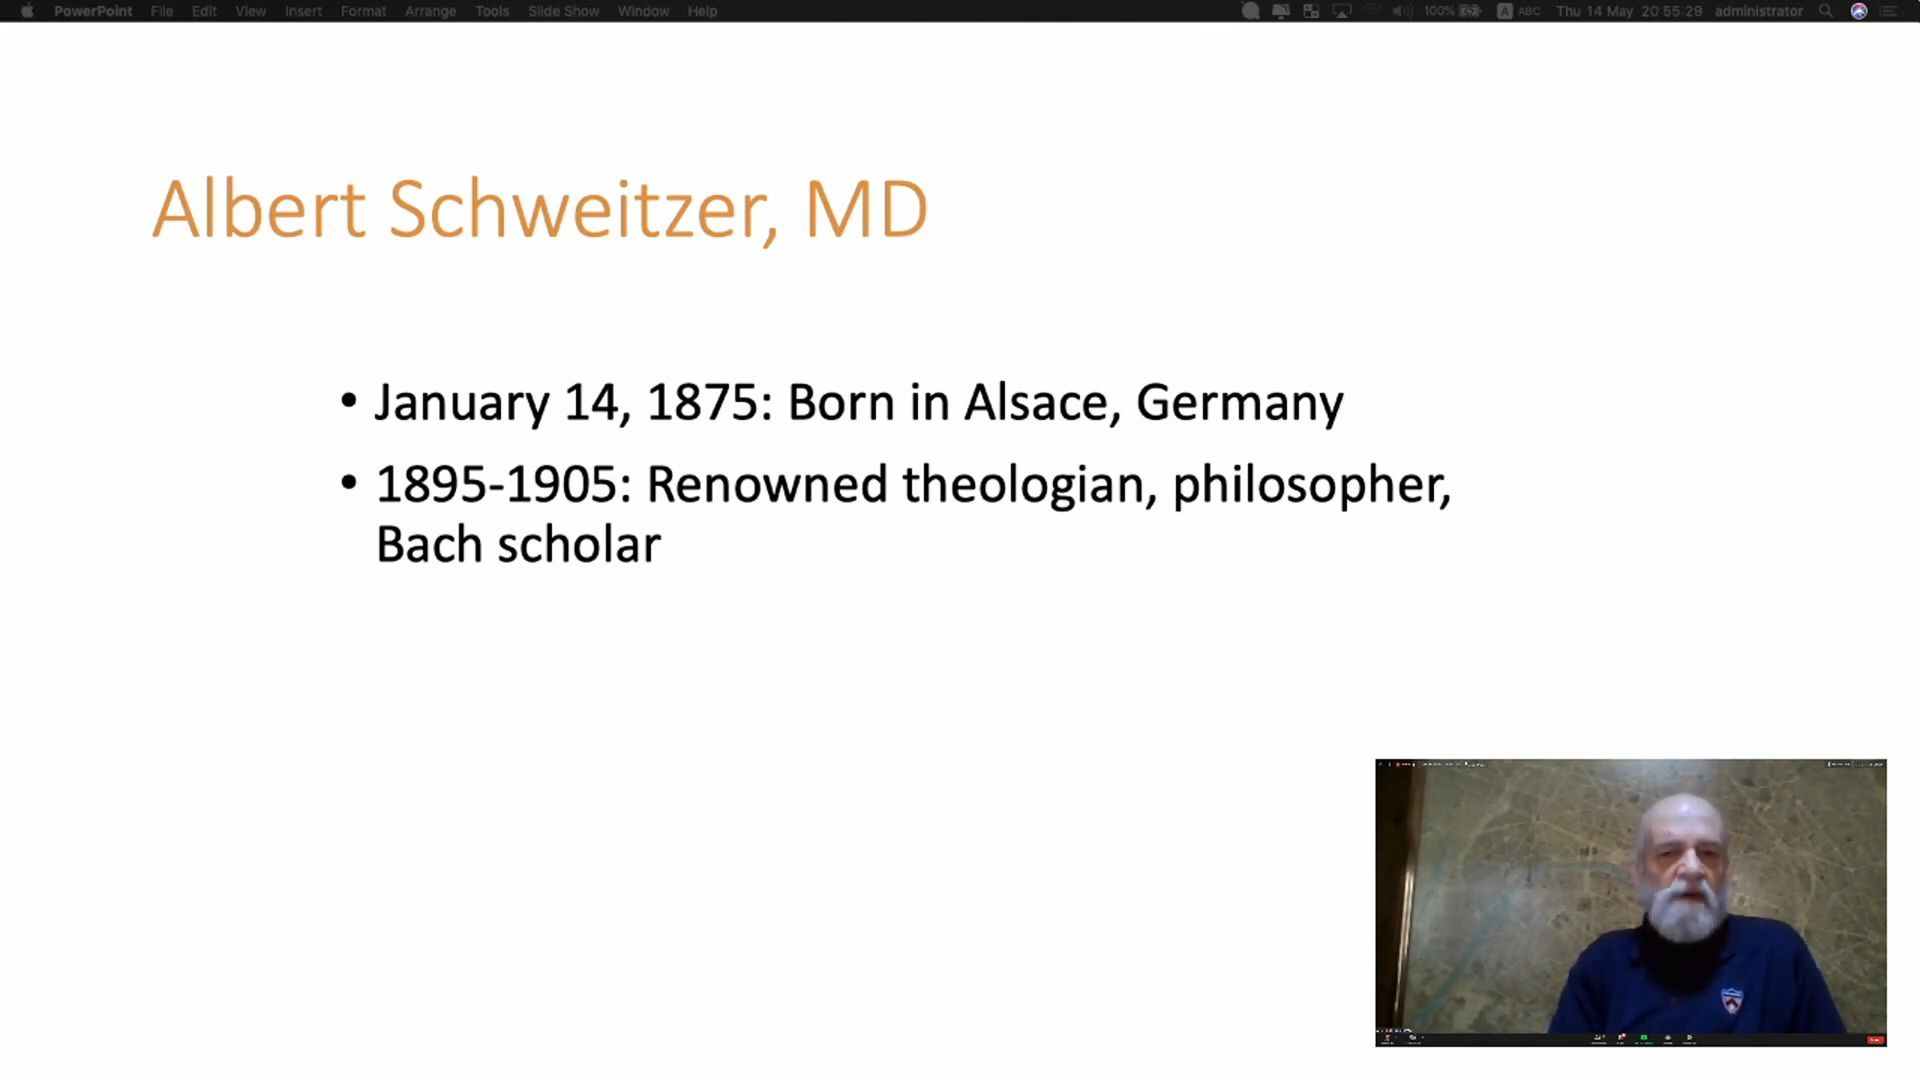 PowerPoint File Edit View Insert Format Arrange Tools Slide Show Window Help 100% A ABC Thu 14 May 20:55:29 administrator
Albert Schweitzer, MD
• January 14, 1875: Born in Alsace, Germany
• 1895-1905: Renowned theologian, philosopher,
Bach scholar